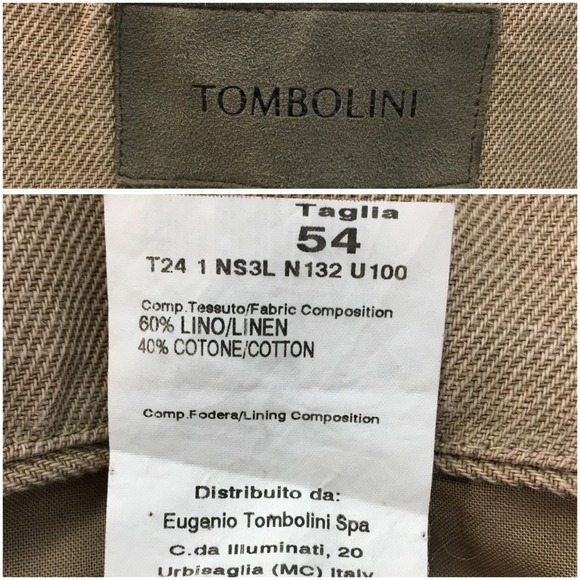 TOMBOLINI
Taglia
54
T24 1 NS3L N132 U100
Comp.Tessuto/Fabric Composition
60% LINO/LINEN
40% COTONE/COTTON
Comp.Fodera/Lining Composition
Distribuito da:
Eugenio Tombolini Spa
C.da Illuminati, 20
Urbisaglia (MC) Italy